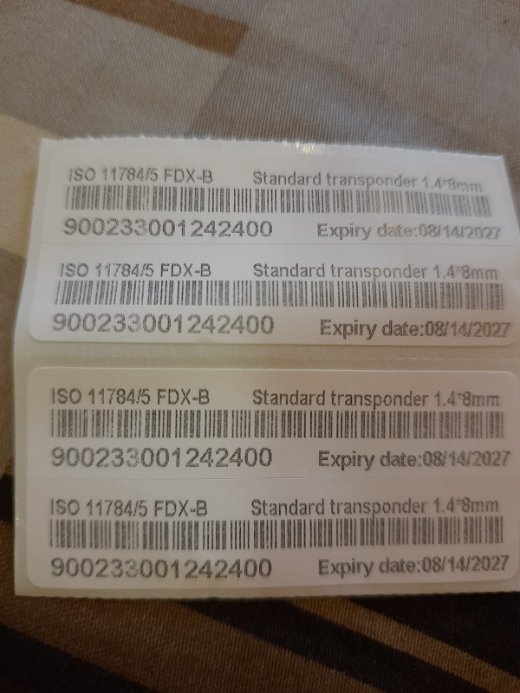 ISO 11784/5 FDX-B Standard transponder 1.4*8mm
900233001242400 Expiry date:08/14/2027
ISO 11784/5 FDX-B Standard transponder 1.4*8mm
900233001242400 Expiry date:08/14/2027
ISO 11784/5 FDX-B Standard transponder 1.4*8mm
900233001242400 Expiry date:08/14/2027
ISO 11784/5 FDX-B Standard transponder 1.4*8mm
900233001242400 Expiry date:08/14/2027